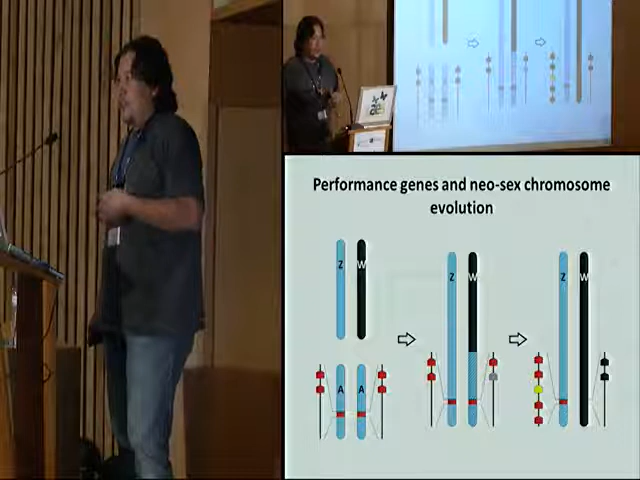 Performance genes and neo-sex chromosome
evolution
Z W
Z W
Z W
A A